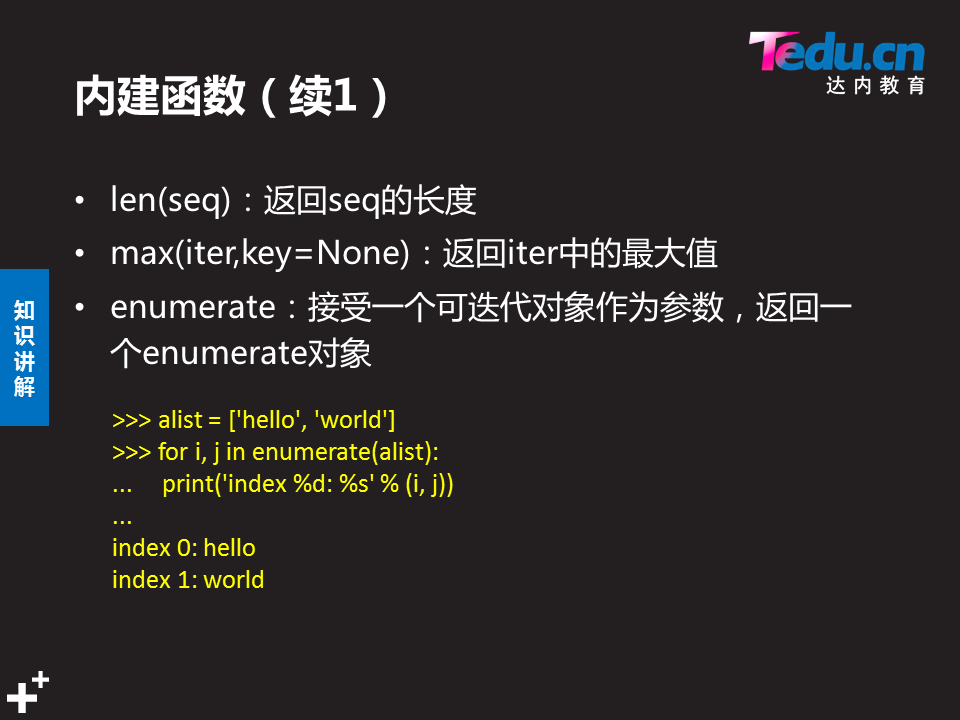 Tedu.cn
达内教育
内建函数（续1）
• len(seq)：返回seq的长度
• max(iter,key=None)：返回iter中的最大值
• enumerate：接受一个可迭代对象作为参数，返回一
个enumerate对象
知
识
讲
解
>>> alist = ['hello', 'world']
>>> for i, j in enumerate(alist):
...    print('index %d: %s' % (i, j))
...
index 0: hello
index 1: world